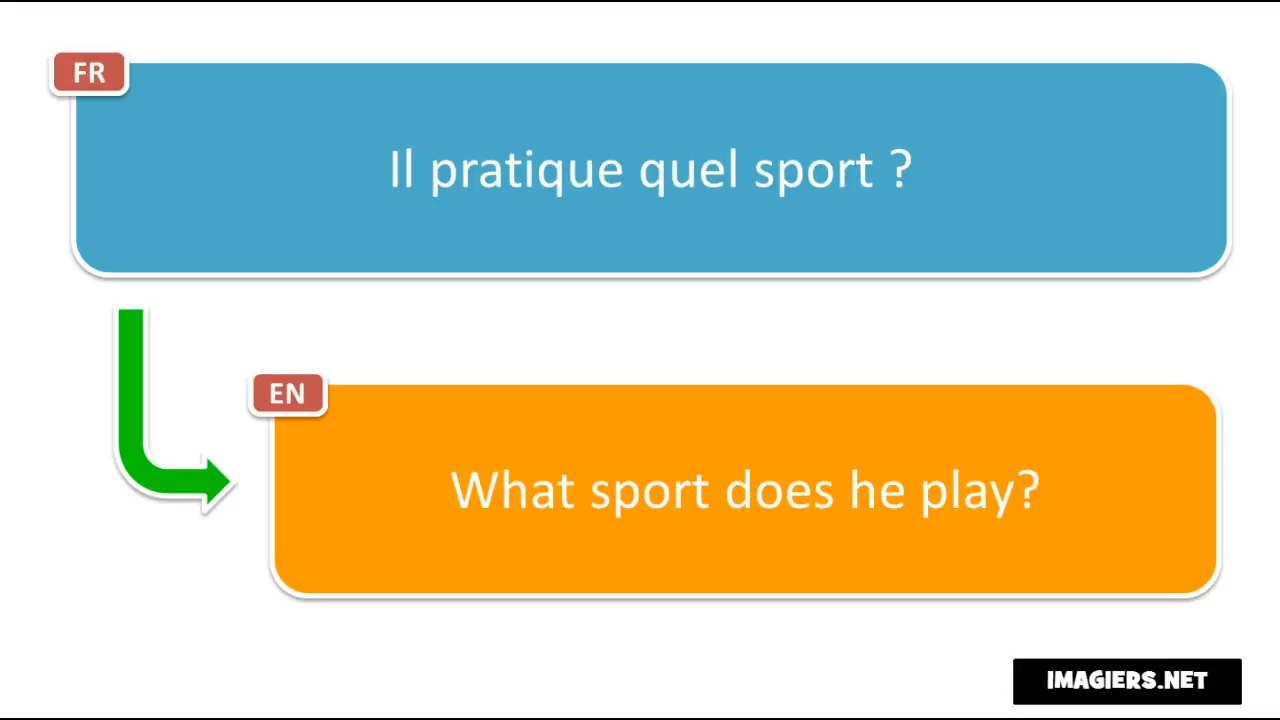 FR
Il pratique quel sport ?
EN
What sport does he play?
IMAGIERS.NET